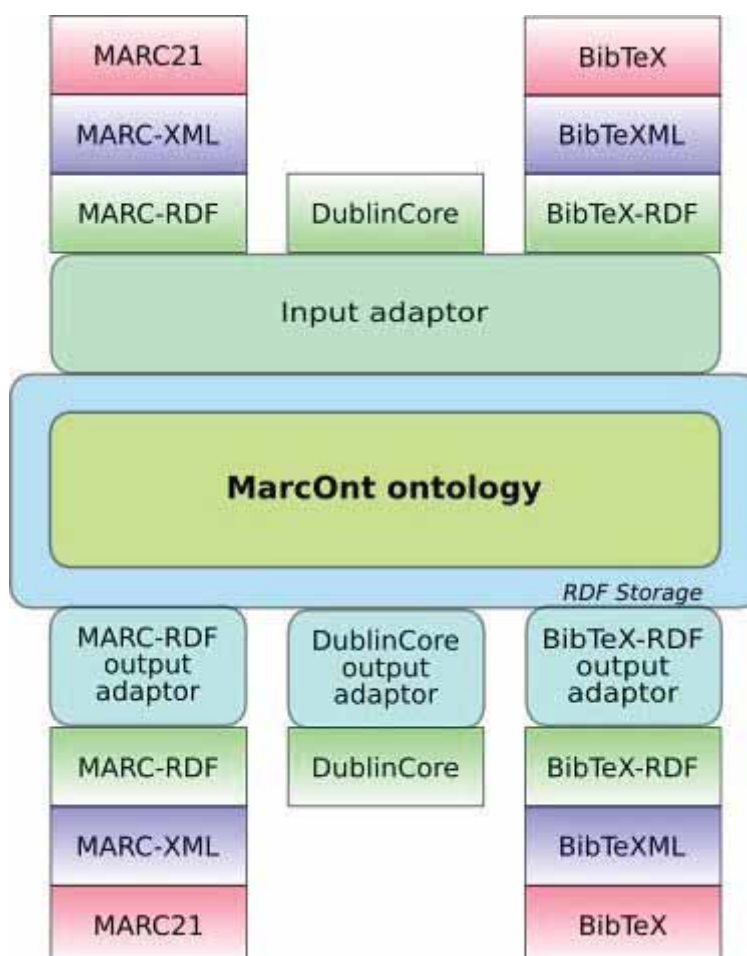 MARC21
BibTeX
MARC-XML
BibTeXML
MARC-RDF
DublinCore
BibTeX-RDF
Input adaptor
MarcOnt ontology
RDF Storage
MARC-RDF
output
adaptor
DublinCore
output
adaptor
BibTeX-RDF
output
adaptor
MARC-RDF
DublinCore
BibTeX-RDF
MARC-XML
BibTeXML
MARC21
BibTeX